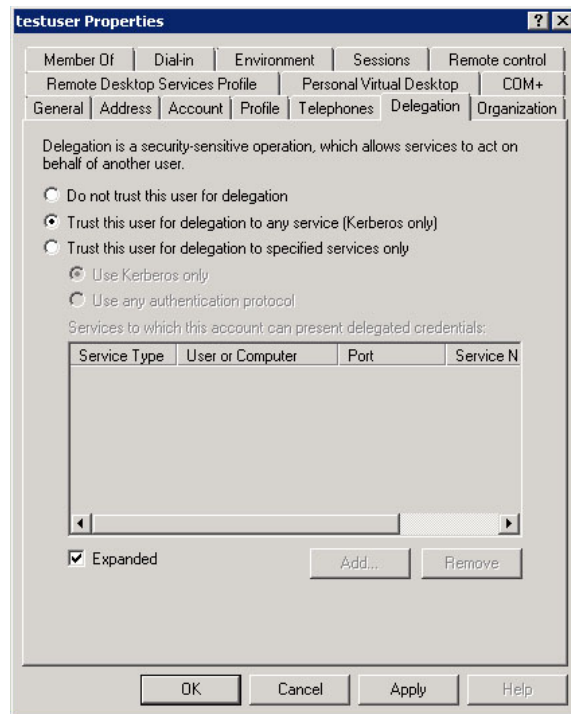 testuser Properties
Member Of Dial-in Environment Sessions Remote control
Remote Desktop Services Profile Personal Virtual Desktop COM+
General Address Account Profile Telephones Delegation Organization
Delegation is a security-sensitive operation, which allows services to act on
behalf of another user.
Do not trust this user for delegation
Trust this user for delegation to any service (Kerberos only)
Trust this user for delegation to specified services only
Use Kerberos only
Use any authentication protocol
Services to which this account can present delegated credentials:
Service Type User or Computer Port Service N
Expanded Add... Remove
OK Cancel Apply Help